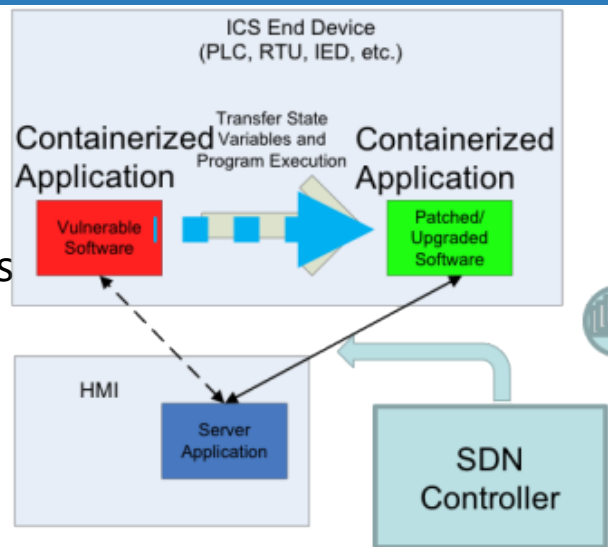 ICS End Device
(PLC, RTU, IED, etc.)
Transfer State
Variables and
Program Execution
Containerized
Application
Containerized
Application
Vulnerable
Software
Patched/
Upgraded
Software
s
HMI
Server
Application
SDN
Controller